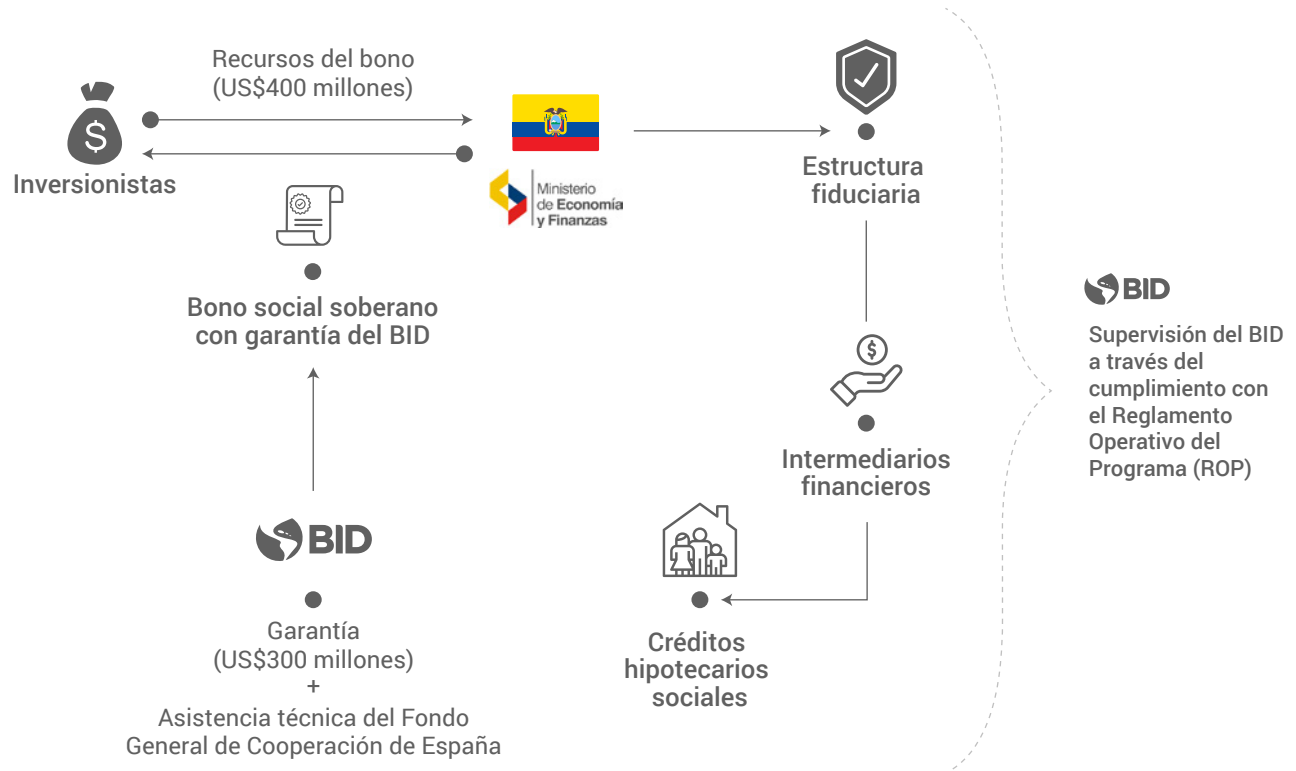 Recursos del bono
(US$400 millones)
$
Inversionistas
Ministerio
de Economía
y Finanzas
Estructura
fiduciaria
Bono social soberano
con garantía del BID
BID
Supervisión del BID
a través del
cumplimiento con
el Reglamento
Operativo del
Programa (ROP)
$
Intermediarios
financieros
BID
Garantía
(US$300 millones)
+
Asistencia técnica del Fondo
General de Cooperación de España
Créditos
hipotecarios
sociales